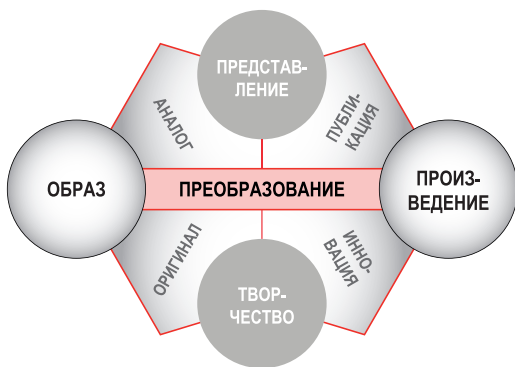 ПРЕДСТАВ-
ЛЕНИЕ
АНАЛОГ
ПУБЛИ-
КАЦИЯ
ОБРАЗ
ПРЕОБРАЗОВАНИЕ
ПРОИЗ-
ВЕДЕНИЕ
ОРИГИНАЛ
ИННО-
ВАЦИЯ
ТВОР-
ЧЕСТВО